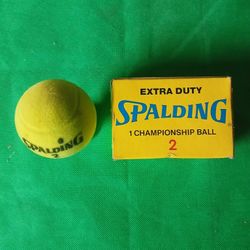 SPALDING
2
EXTRA DUTY
SPALDING
1 CHAMPIONSHIP BALL
2